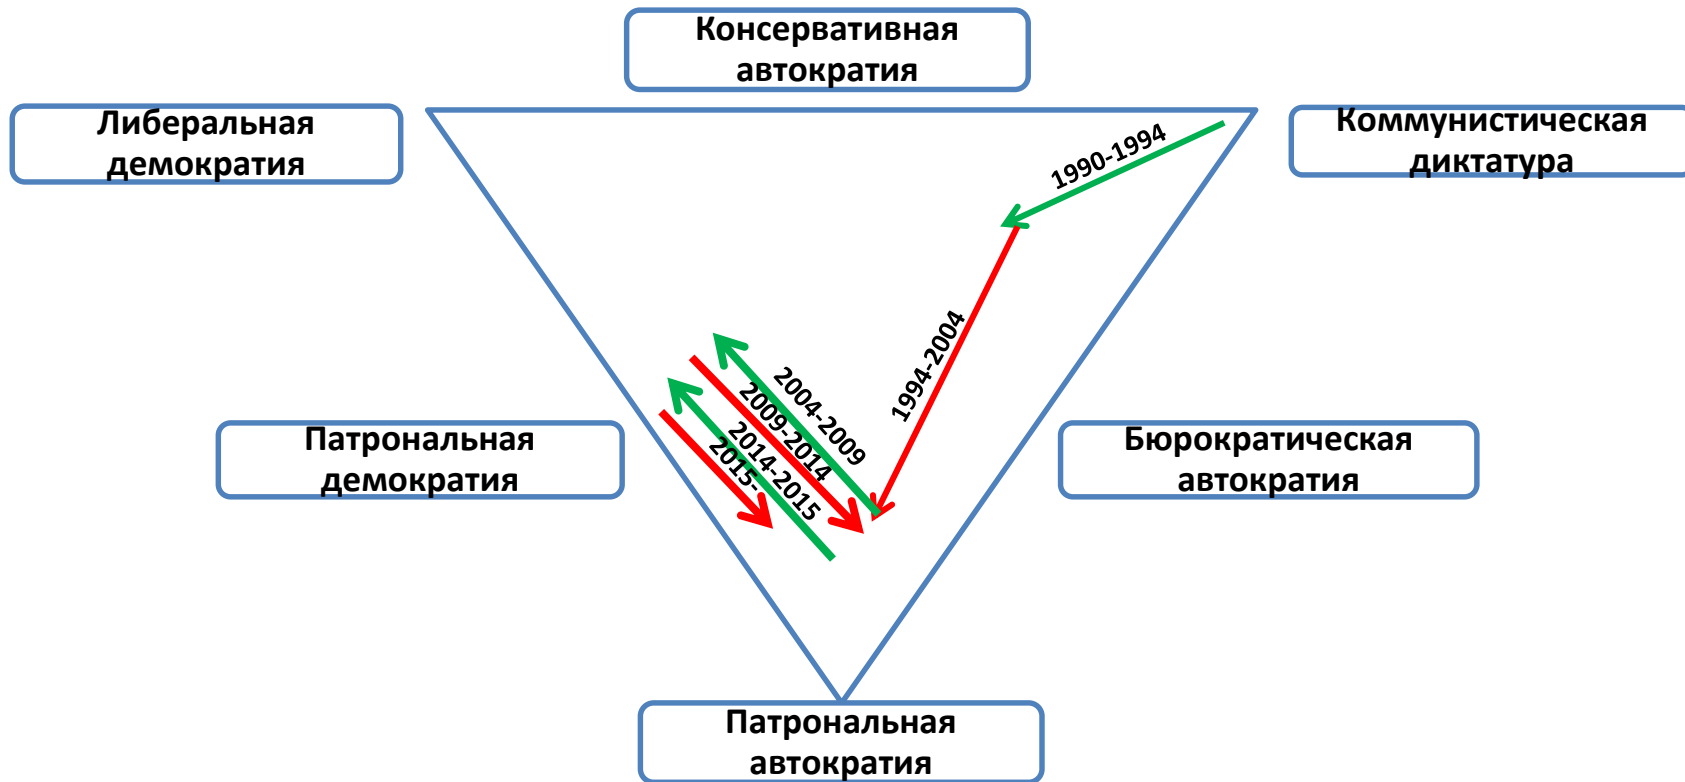 Консервативная
автократия
Либеральная
демократия
Коммунистическая
диктатура
1990-1994
1994-2004
2004-2009
2009-2014
2014-2015
2015-
Патрональная
демократия
Бюрократическая
автократия
Патрональная
автократия